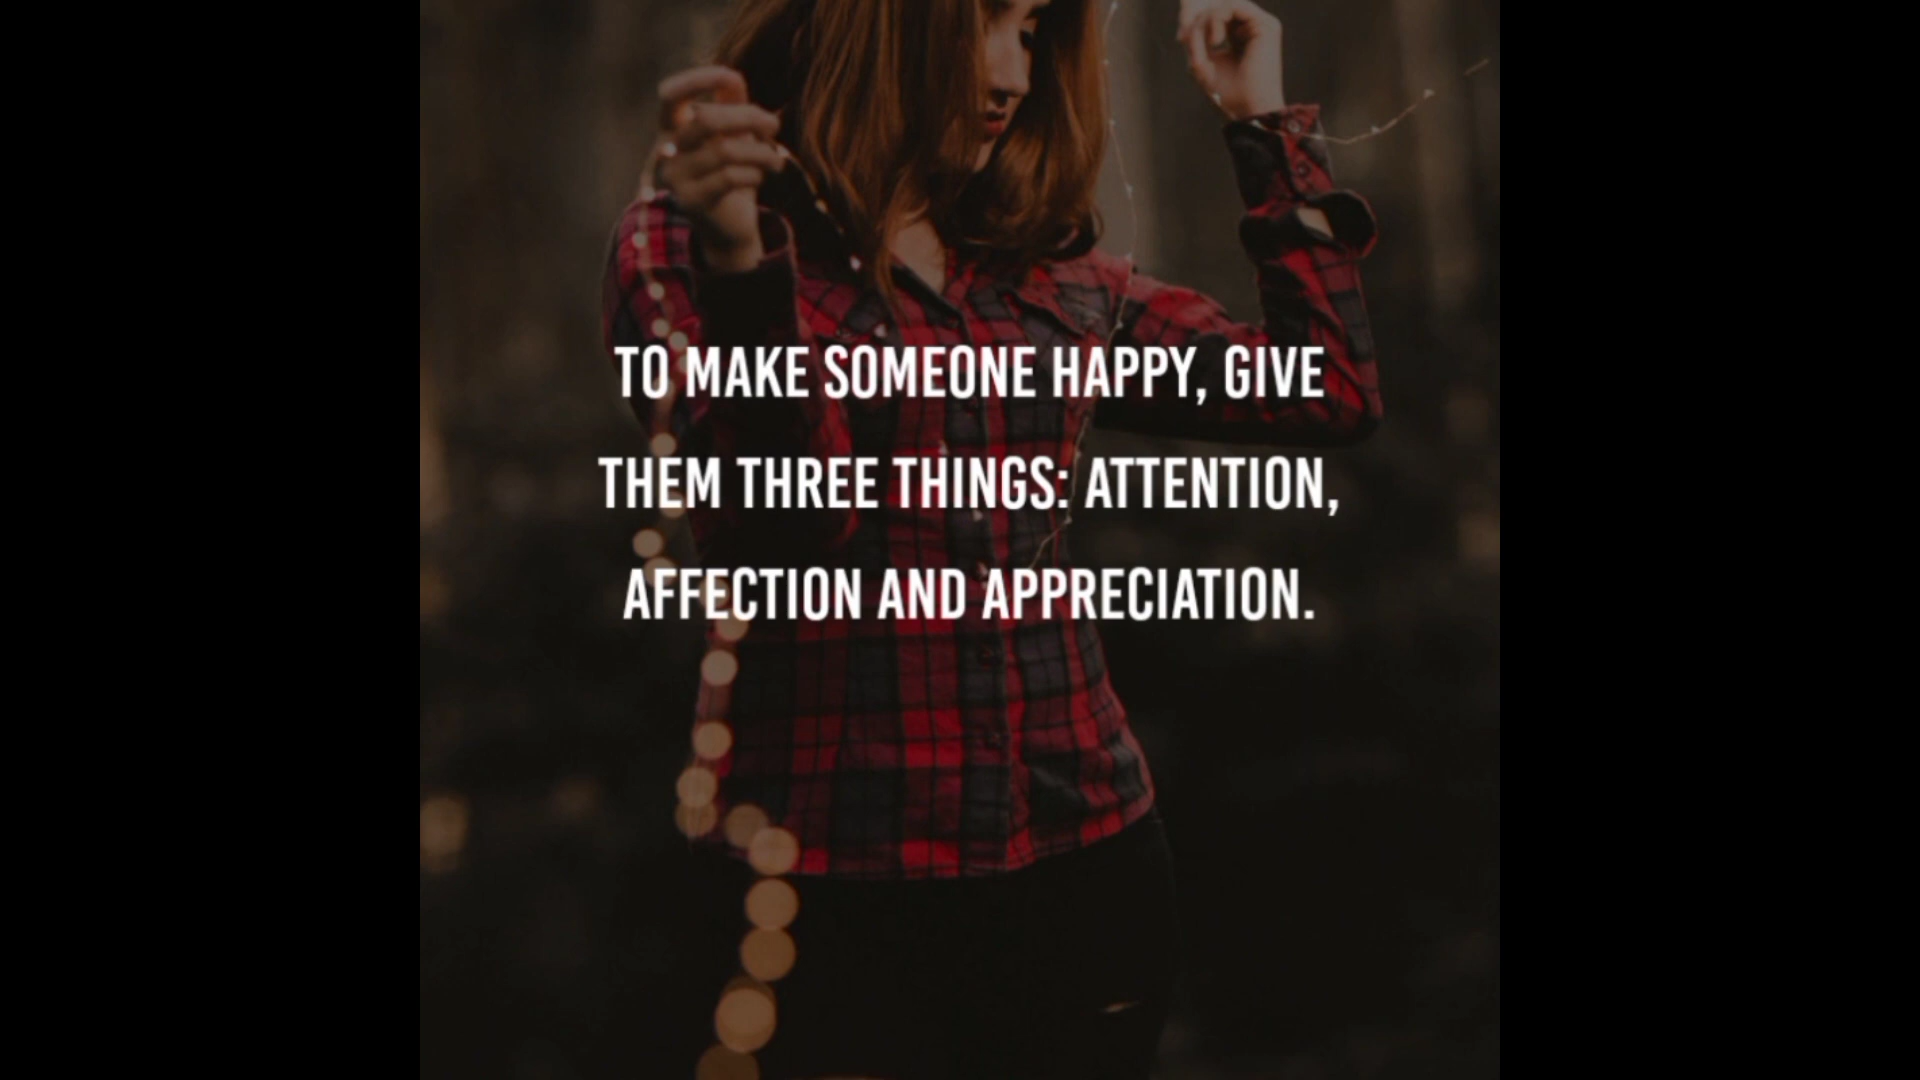 TO MAKE SOMEONE HAPPY, GIVE
THEM THREE THINGS: ATTENTION,
AFFECTION AND APPRECIATION.